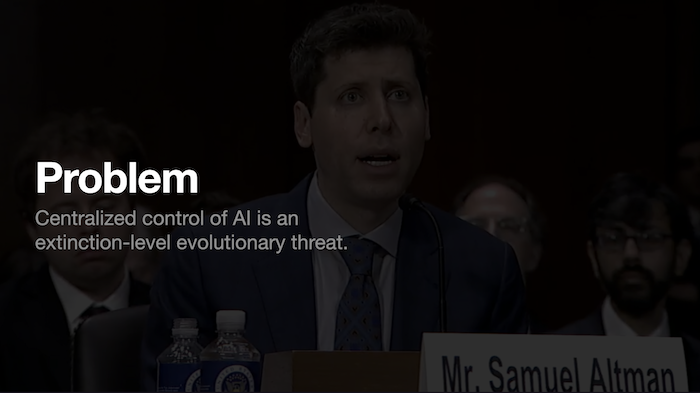 Problem
Centralized control of AI is an
extinction-level evolutionary threat.
Mr. Samuel Altman